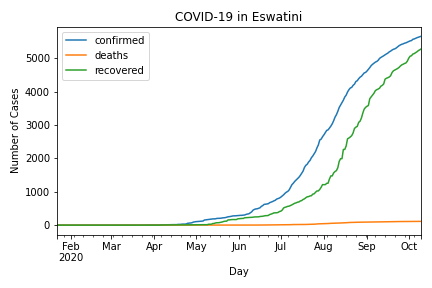 COVID-19 in Eswatini
confirmed
deaths
recovered
Number of Cases
5000
4000
3000
2000
1000
0
Feb Mar Apr May Jun Jul Aug Sep Oct
2020
Day